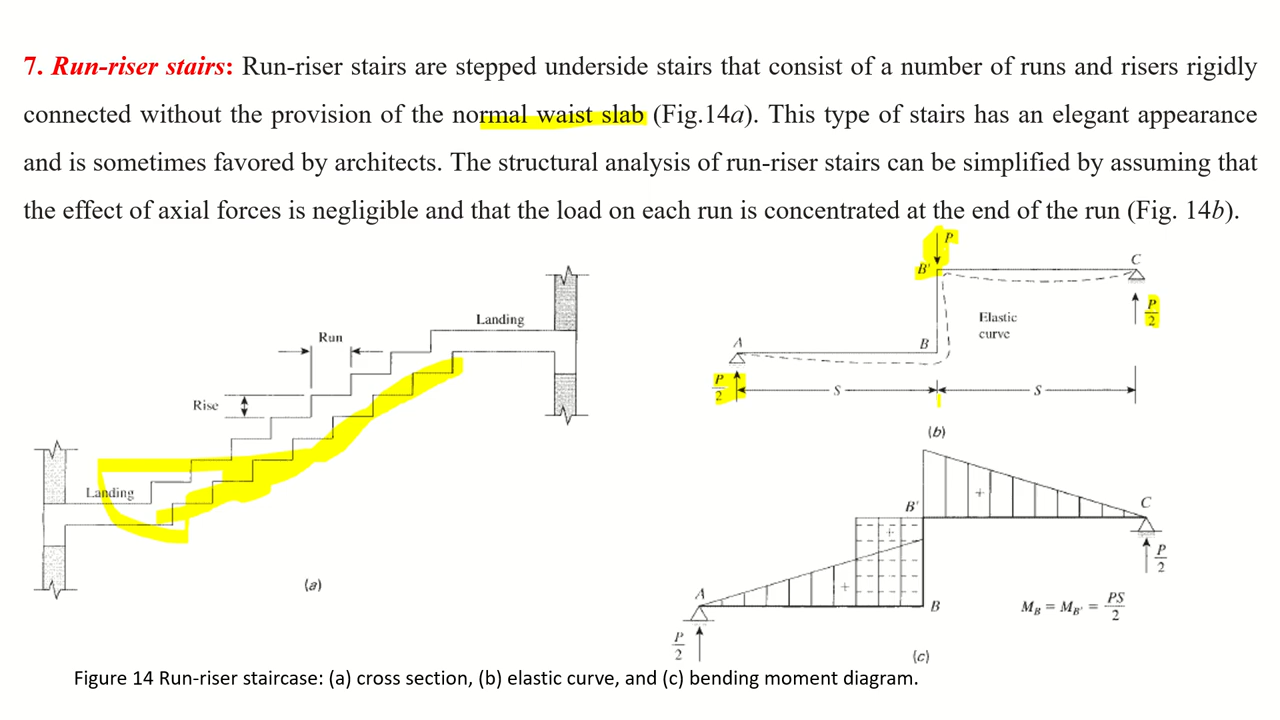 7. Run-riser stairs: Run-riser stairs are stepped underside stairs that consist of a number of runs and risers rigidly
connected without the provision of the normal waist slab (Fig.14a). This type of stairs has an elegant appearance
and is sometimes favored by architects. The structural analysis of run-riser stairs can be simplified by assuming that
the effect of axial forces is negligible and that the load on each run is concentrated at the end of the run (Fig. 14b).
Landing
Run
Rise
Landing
(a)
P
B'
C
P/2
Elastic
curve
A
B
P/2
S
S
(b)
+
B'
C
+
P/2
A
+
B
M_B = M_B' = PS/2
P/2
(c)
Figure 14 Run-riser staircase: (a) cross section, (b) elastic curve, and (c) bending moment diagram.